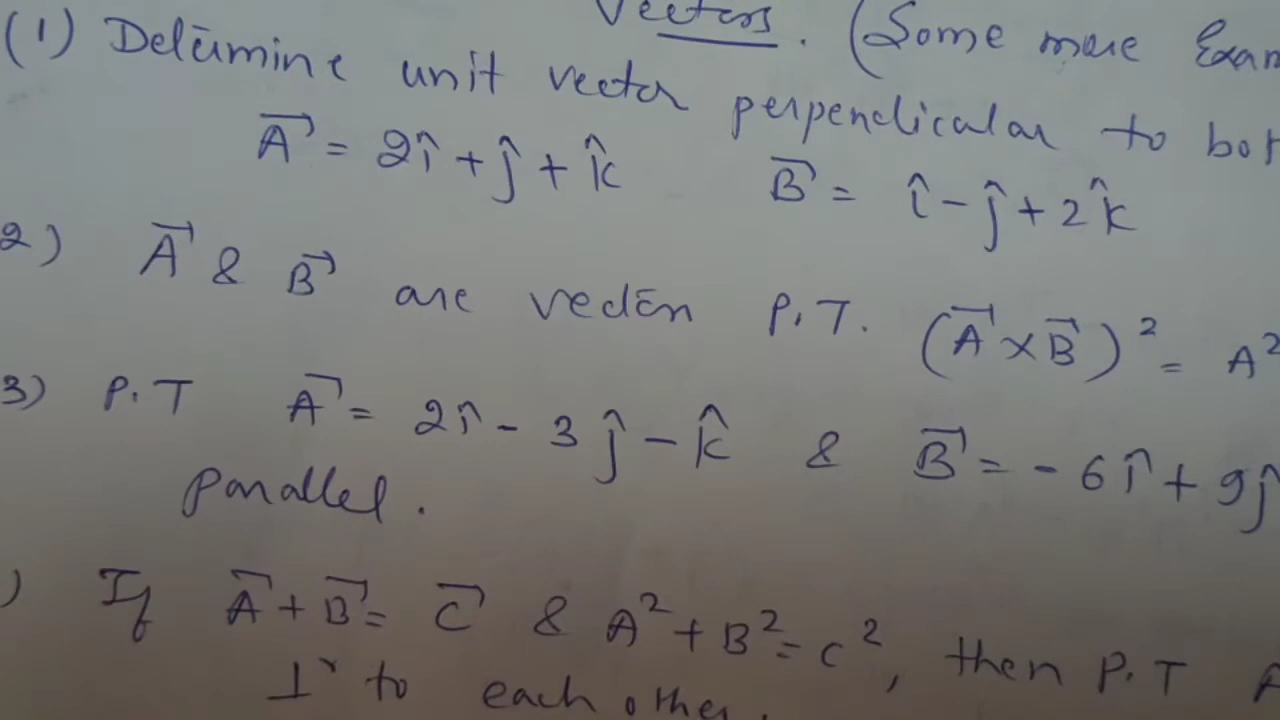 Vectors. (Some more Exam
(1) Determine unit vector perpendicular to bot
A⃗ = 2î + ĵ + k̂    B⃗ = î - ĵ + 2k̂
2) A⃗ & B⃗ are vectors P.T. (A⃗ × B⃗)² = A²
3) P.T A⃗ = 2î - 3ĵ - k̂ & B⃗ = -6î + 9ĵ
parallel.
) If A⃗ + B⃗ = C⃗ & A² + B² = C², then P.T A
⊥r to each other.